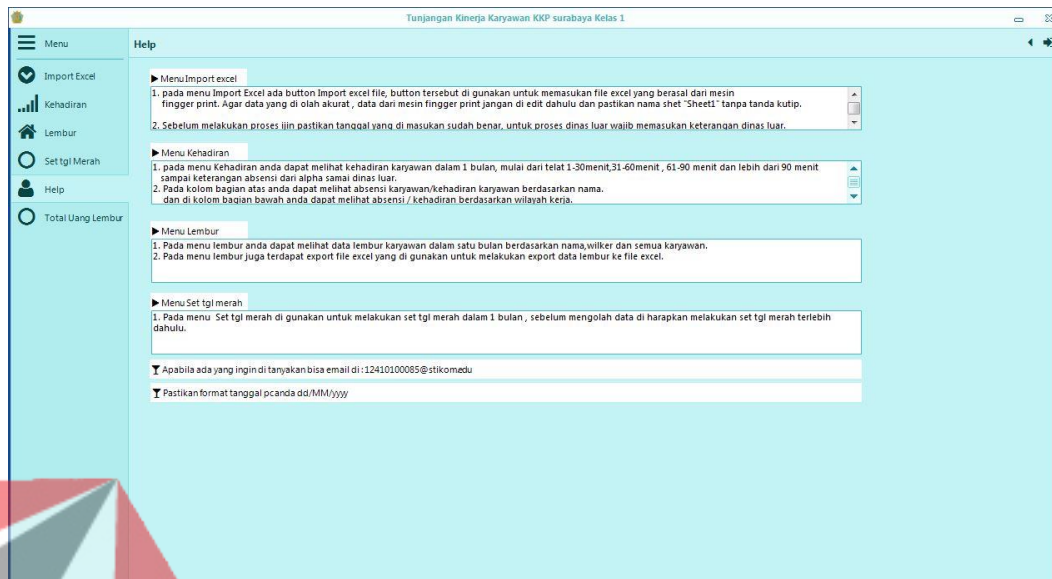 Tunjangan Kinerja Karyawan KKP surabaya Kelas 1
Menu
Import Excel
Kehadiran
Lembur
Set tgl Merah
Help
Total Uang Lembur
Help
Menu Import excel
1. pada menu Import Excel ada button Import excel file, button tersebut di gunakan untuk memasukan file excel yang berasal dari mesin
fingger print. Agar data yang di olah akurat , data dari mesin fingger print jangan di edit dahulu dan pastikan nama shet "Sheet1" tanpa tanda kutip.
2. Sebelum melakukan proses ijin pastikan tanggal yang di masukan sudah benar, untuk proses dinas luar wajib memasukan keterangan dinas luar.
Menu Kehadiran
1. pada menu Kehadiran anda dapat melihat kehadiran karyawan dalam 1 bulan, mulai dari telat 1-30menit,31-60menit , 61-90 menit dan lebih dari 90 menit
sampai keterangan absensi dari alpha samai dinas luar.
2. Pada kolom bagian atas anda dapat melihat absensi karyawan/kehadiran karyawan berdasarkan nama.
dan di kolom bagian bawah anda dapat melihat absensi / kehadiran berdasarkan wilayah kerja.
Menu Lembur
1. Pada menu lembur anda dapat melihat data lembur karyawan dalam satu bulan berdasarkan nama,wilker dan semua karyawan.
2. Pada menu lembur juga terdapat export file excel yang di gunakan untuk melakukan export data lembur ke file excel.
Menu Set tgl merah
1. Pada menu  Set tgl merah di gunakan untuk melakukan set tgl merah dalam 1 bulan , sebelum mengolah data di harapkan melakukan set tgl merah terlebih
dahulu.
Apabila ada yang ingin di tanyakan bisa email di :12410100085@stikom.edu
Pastikan format tanggal pc anda dd/MM/yyyy